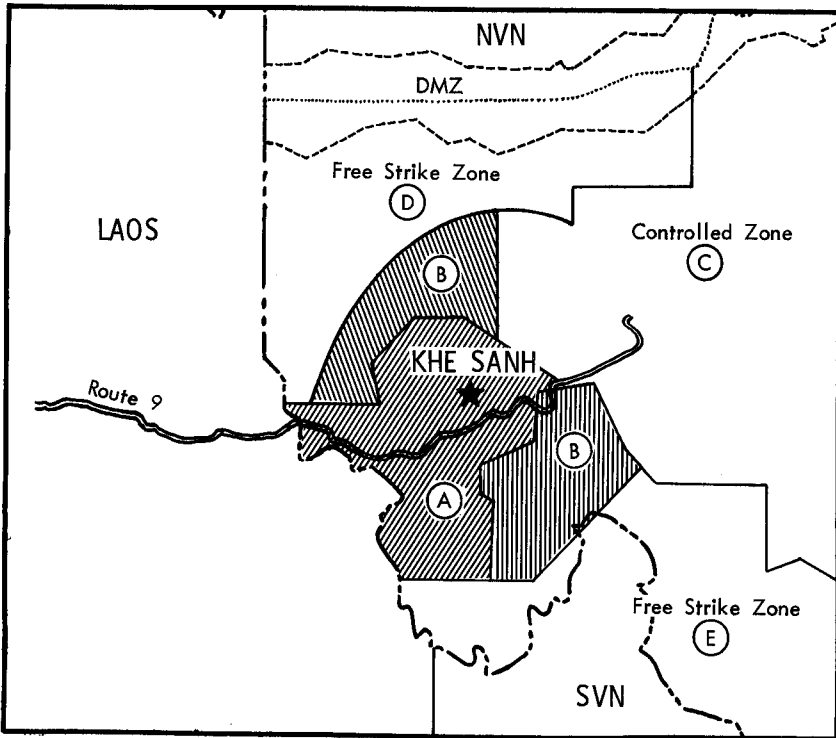 NVN
DMZ
Free Strike Zone
D
LAOS
Controlled Zone
C
B
KHE SANH
Route 9
B
A
Free Strike Zone
E
SVN